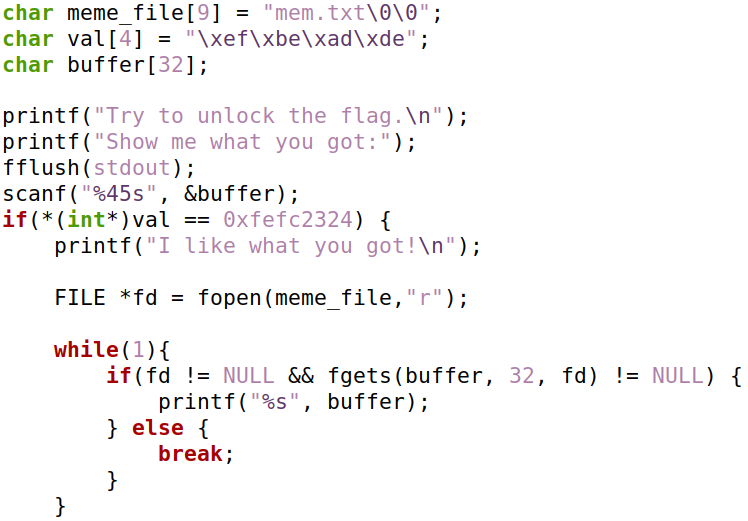 char meme_file[9] = "mem.txt\0\0";
char val[4] = "\xef\xbe\xad\xde";
char buffer[32];

printf("Try to unlock the flag.\n");
printf("Show me what you got:");
fflush(stdout);
scanf("%45s", &buffer);
if(*(int*)val == 0xfefc2324) {
    printf("I like what you got!\n");

    FILE *fd = fopen(meme_file,"r");

    while(1){
        if(fd != NULL && fgets(buffer, 32, fd) != NULL) {
            printf("%s", buffer);
        } else {
            break;
        }
    }